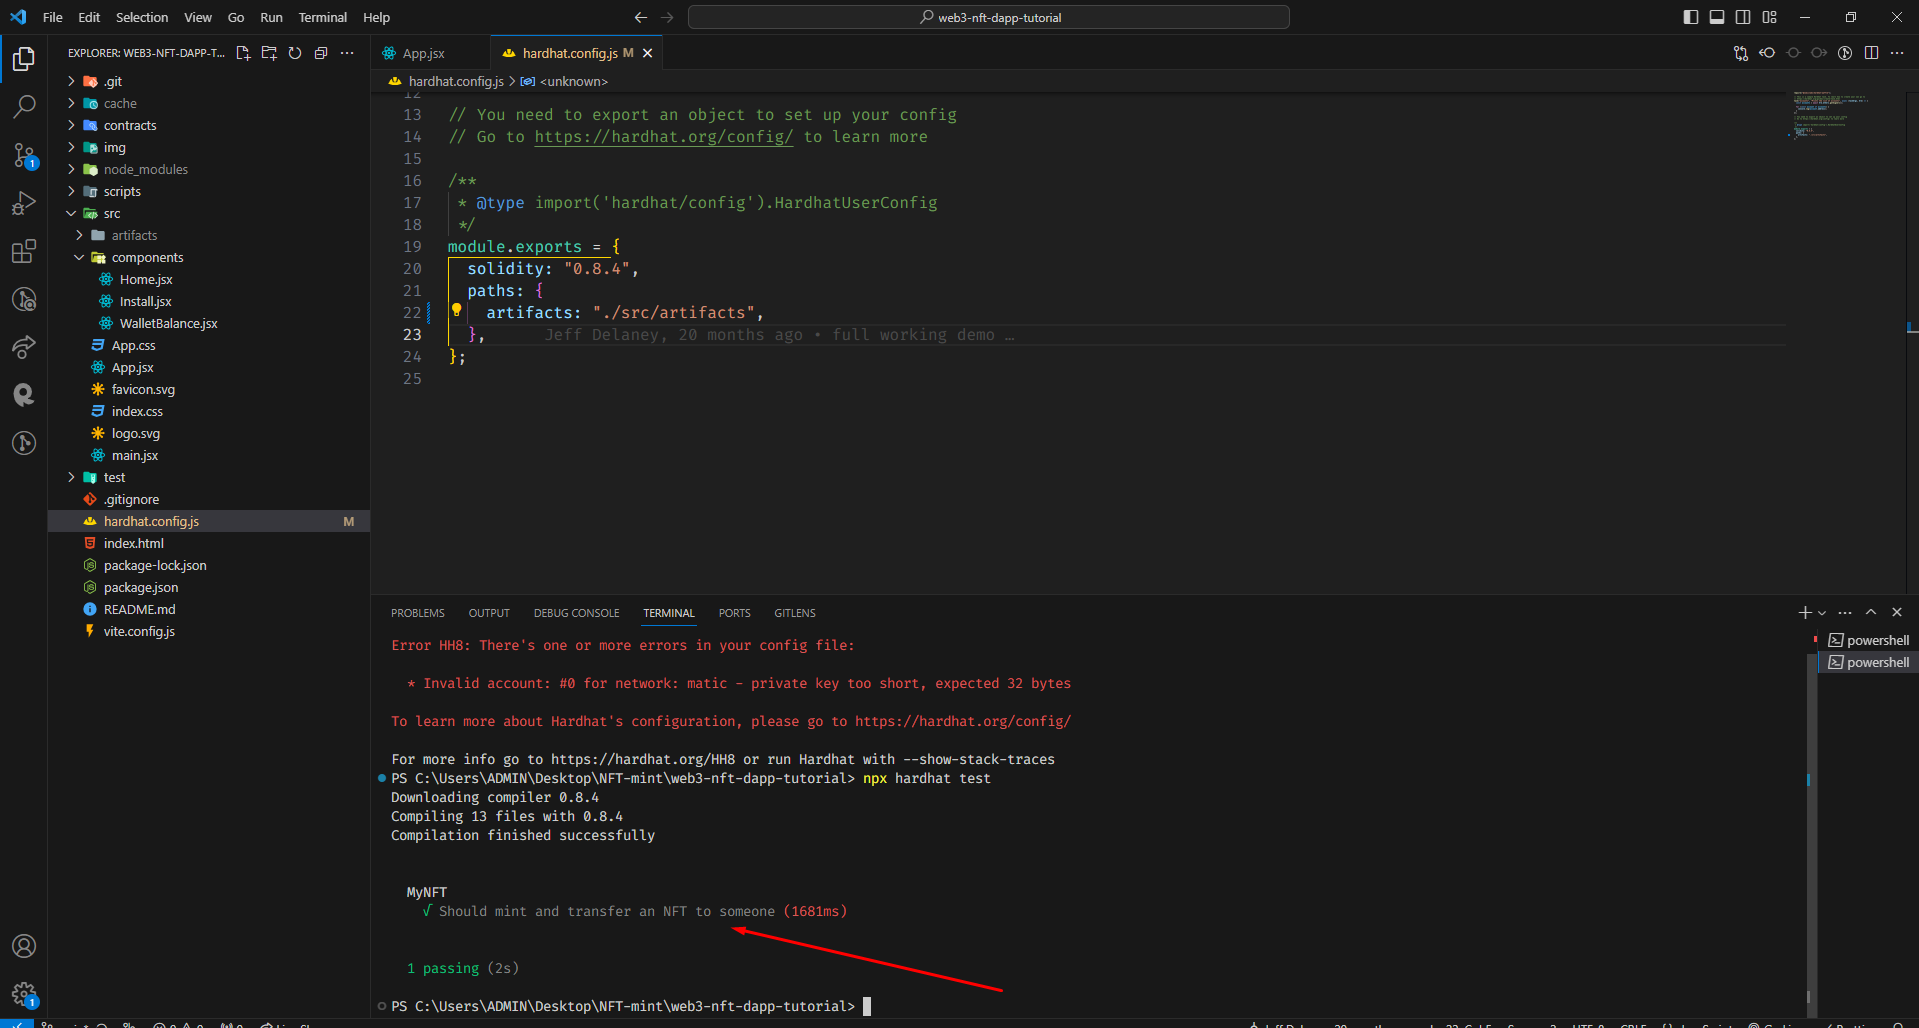 File Edit Selection View Go Run Terminal Help
web3-nft-dapp-tutorial
EXPLORER: WEB3-NFT-DAPP-T...
.git
cache
contracts
img
node_modules
scripts
src
artifacts
components
Home.jsx
Install.jsx
WalletBalance.jsx
App.css
App.jsx
favicon.svg
index.css
logo.svg
main.jsx
test
.gitignore
hardhat.config.js M
index.html
package-lock.json
package.json
README.md
vite.config.js
1
1
App.jsx
hardhat.config.js M
hardhat.config.js > <unknown>
12
13 // You need to export an object to set up your config
14 // Go to https://hardhat.org/config/ to learn more
15
16 /**
17 * @type import('hardhat/config').HardhatUserConfig
18 */
19 module.exports = {
20 solidity: "0.8.4",
21 paths: {
22 artifacts: "./src/artifacts",
23 }, Jeff Delaney, 20 months ago • full working demo …
24 };
25
PROBLEMS OUTPUT DEBUG CONSOLE TERMINAL PORTS GITLENS
powershell
powershell
Error HH8: There's one or more errors in your config file:
* Invalid account: #0 for network: matic - private key too short, expected 32 bytes
To learn more about Hardhat's configuration, please go to https://hardhat.org/config/
For more info go to https://hardhat.org/HH8 or run Hardhat with --show-stack-traces
PS C:\Users\ADMIN\Desktop\NFT-mint\web3-nft-dapp-tutorial> npx hardhat test
Downloading compiler 0.8.4
Compiling 13 files with 0.8.4
Compilation finished successfully
MyNFT
√ Should mint and transfer an NFT to someone (1681ms)
1 passing (2s)
PS C:\Users\ADMIN\Desktop\NFT-mint\web3-nft-dapp-tutorial>